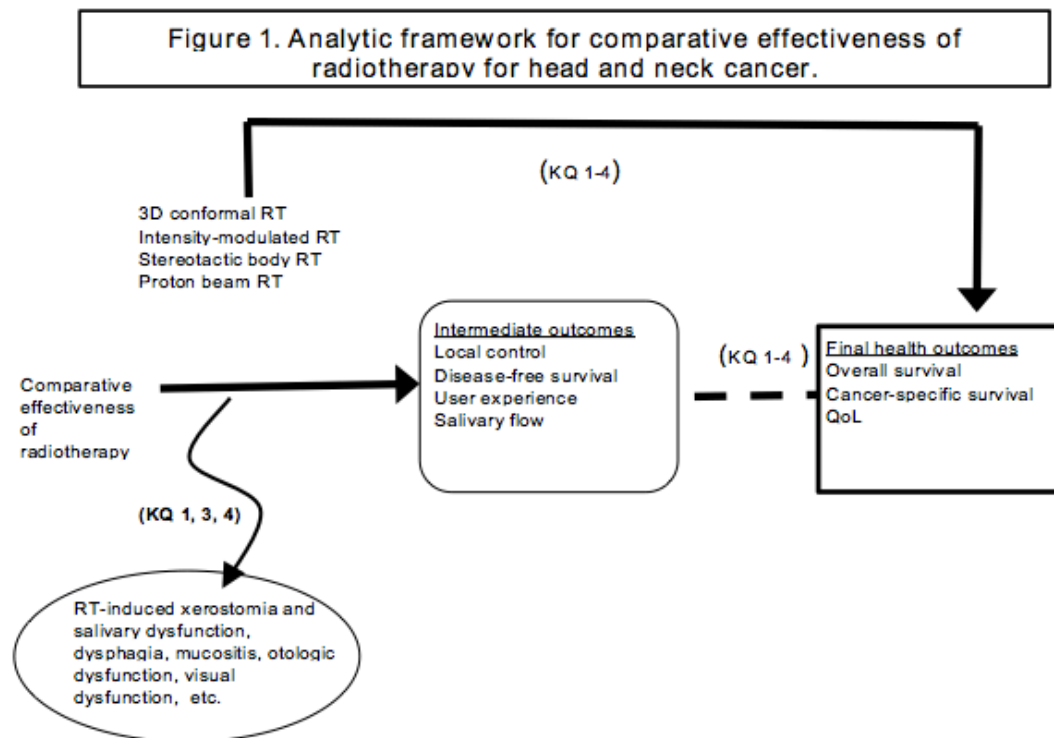 Figure 1. Analytic framework for comparative effectiveness of
radiotherapy for head and neck cancer.
(KQ 1-4)
3D conformal RT
Intensity-modulated RT
Stereotactic body RT
Proton beam RT
Intermediate outcomes
Local control
Disease-free survival
User experience
Salivary flow
(KQ 1-4 )
Final health outcomes
Overall survival
Cancer-specific survival
QoL
Comparative
effectiveness
of
radiotherapy
(KQ 1, 3, 4)
RT-induced xerostomia and
salivary dysfunction,
dysphagia, mucositis, otologic
dysfunction, visual
dysfunction, etc.